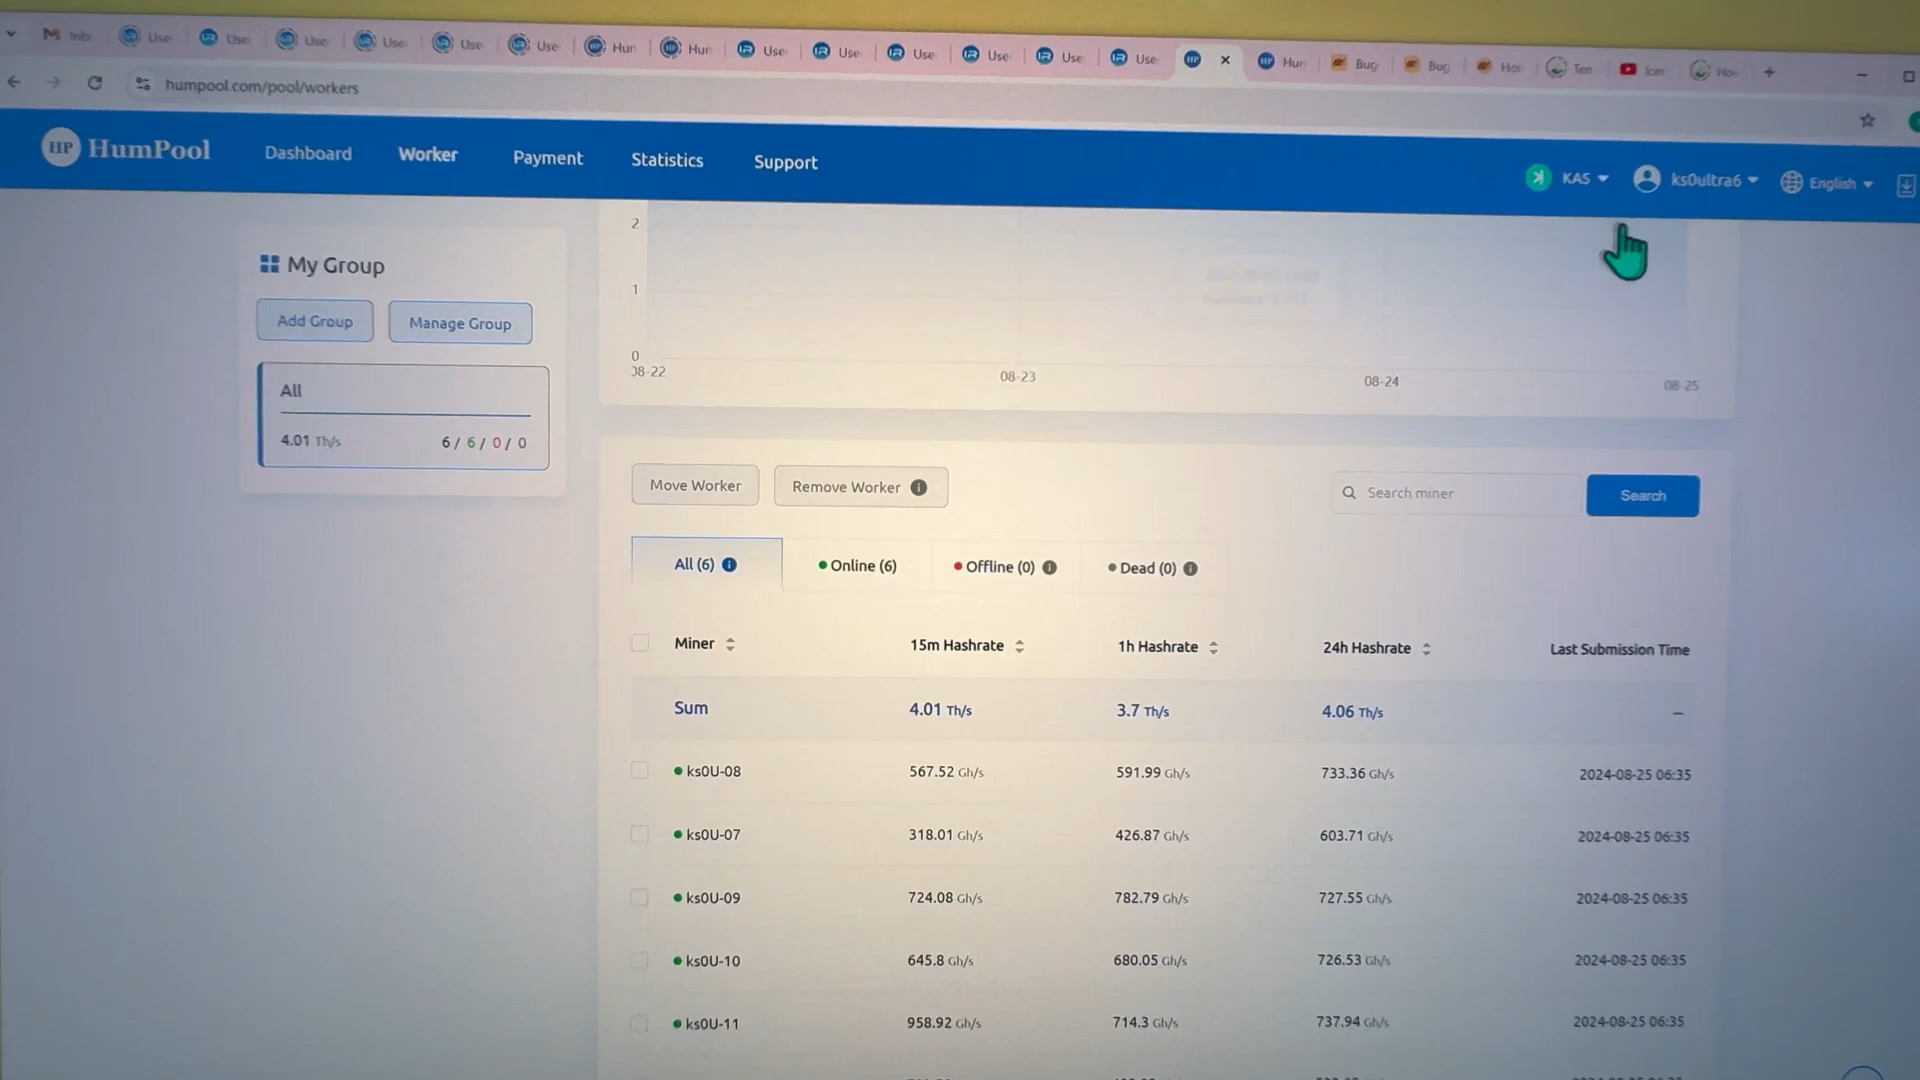 Inb
Use
Use
Use
Use
Use
Use
Hun
Hun
Use
Use
Use
Use
Use
Use
Hun
Bug
Bug
Hov
Tem
Icer
How
humpool.com/pool/workers
HP HumPool
Dashboard
Worker
Payment
Statistics
Support
KAS
ks0ultra6
English
My Group
Add Group
Manage Group
All
4.01 Th/s 6 / 6 / 0 / 0
2
1
0
08-22 08-23 08-24 08-25
Move Worker
Remove Worker
Search miner
Search
All (6)
Online (6)
Offline (0)
Dead (0)
Miner 15m Hashrate 1h Hashrate 24h Hashrate Last Submission Time
Sum 4.01 Th/s 3.7 Th/s 4.06 Th/s –
ks0U-08 567.52 Gh/s 591.99 Gh/s 733.36 Gh/s 2024-08-25 06:35
ks0U-07 318.01 Gh/s 426.87 Gh/s 603.71 Gh/s 2024-08-25 06:35
ks0U-09 724.08 Gh/s 782.79 Gh/s 727.55 Gh/s 2024-08-25 06:35
ks0U-10 645.8 Gh/s 680.05 Gh/s 726.53 Gh/s 2024-08-25 06:35
ks0U-11 958.92 Gh/s 714.3 Gh/s 737.94 Gh/s 2024-08-25 06:35